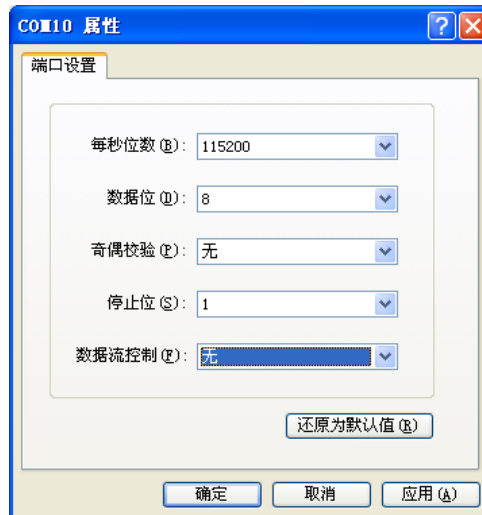 COM10 属性
端口设置
每秒位数(B): 115200
数据位(D): 8
奇偶校验(P): 无
停止位(S): 1
数据流控制(F): 无
还原为默认值(R)
确定 取消 应用(A)